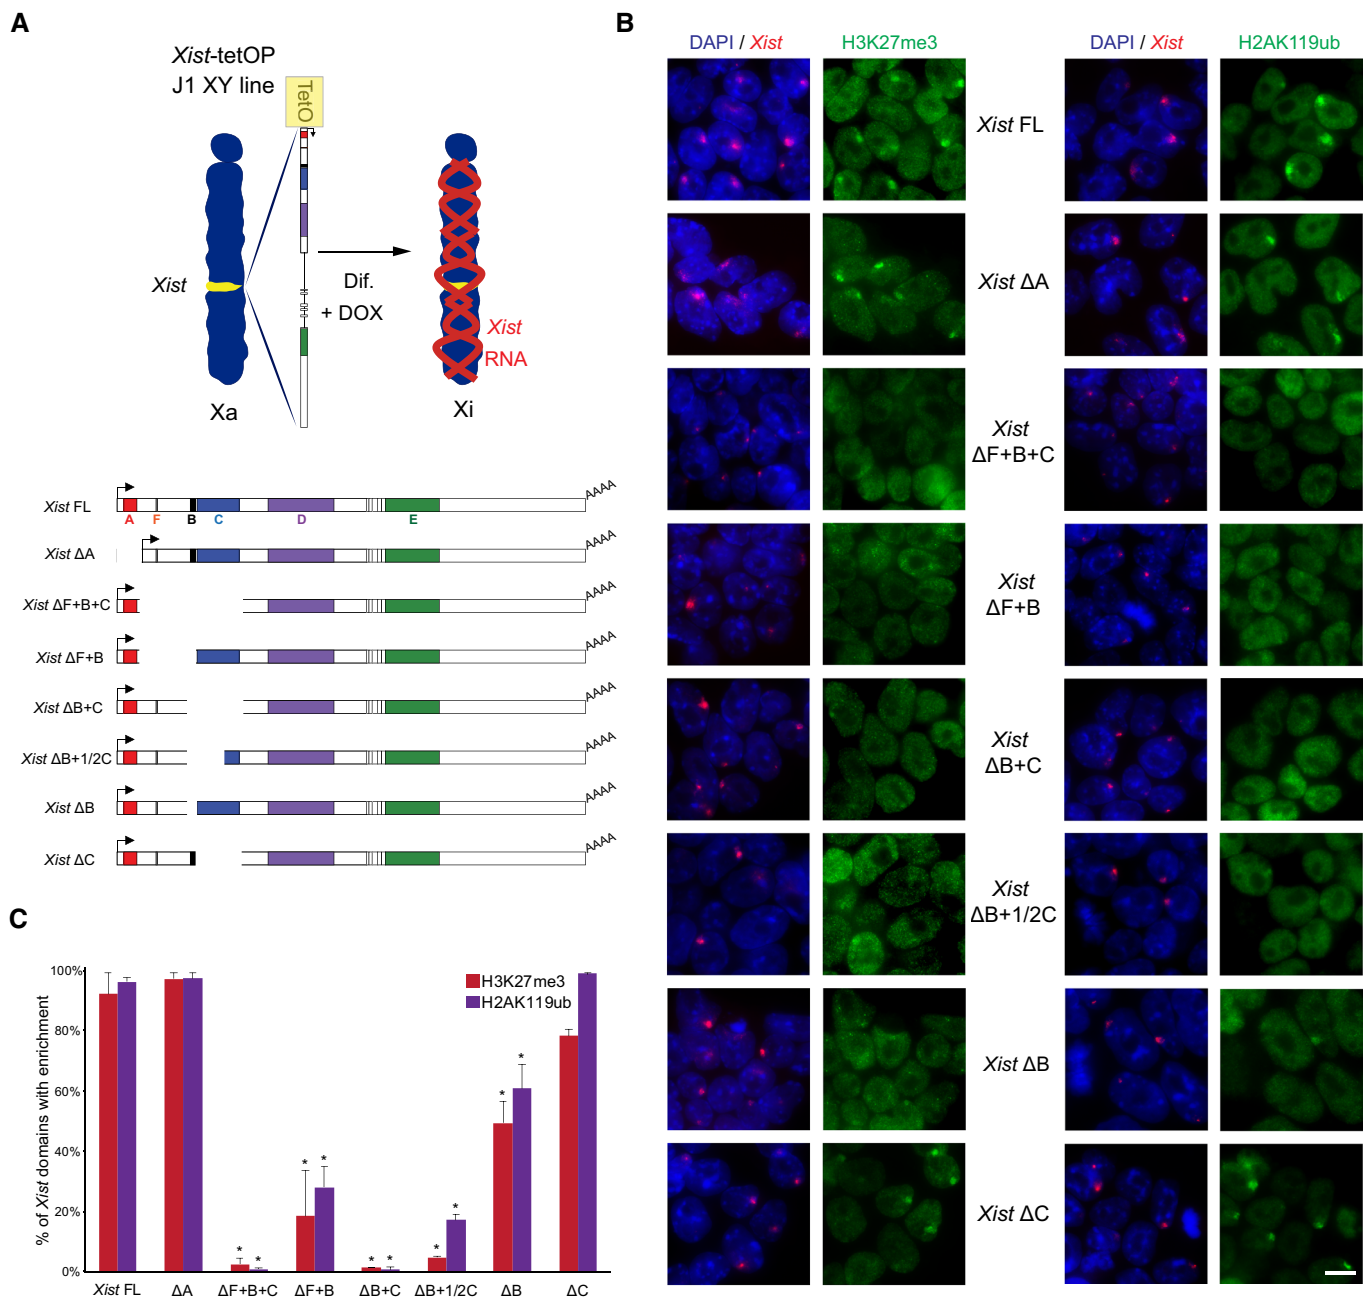 A
Xist-tetOP
J1 XY line
TetO
Xist
Dif.
+ DOX
Xist
RNA
Xa
Xi
Xist FL
AAAA
A
F
B
C
D
E
Xist ΔA
AAAA
Xist ΔF+B+C
AAAA
Xist ΔF+B
AAAA
Xist ΔB+C
AAAA
Xist ΔB+1/2C
AAAA
Xist ΔB
AAAA
Xist ΔC
AAAA
B
DAPI / Xist
H3K27me3
DAPI / Xist
H2AK119ub
Xist FL
Xist ΔA
Xist
ΔF+B+C
Xist
ΔF+B
Xist
ΔB+C
Xist
ΔB+1/2C
Xist ΔB
Xist ΔC
C
% of Xist domains with enrichment
100%
80%
60%
40%
20%
0%
H3K27me3
H2AK119ub
* * * * * * * * * *
Xist FL
ΔA
ΔF+B+C
ΔF+B
ΔB+C
ΔB+1/2C
ΔB
ΔC